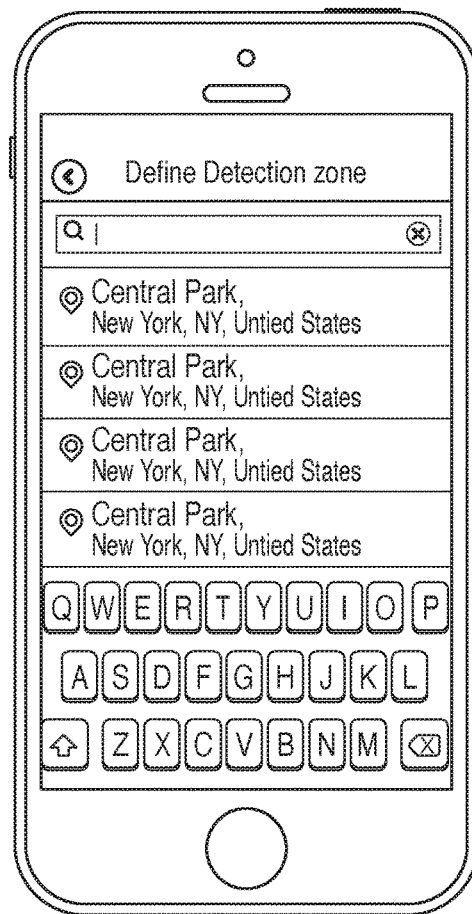 Define Detection zone
Central Park,
New York, NY, Untied States
Central Park,
New York, NY, Untied States
Central Park,
New York, NY, Untied States
Central Park,
New York, NY, Untied States
Q W E R T Y U I O P
A S D F G H J K L
Z X C V B N M